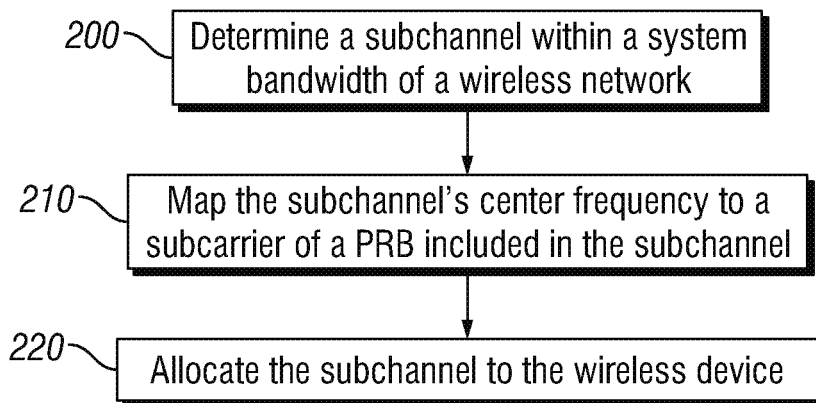 200
Determine a subchannel within a system
bandwidth of a wireless network
210
Map the subchannel's center frequency to a
subcarrier of a PRB included in the subchannel
220
Allocate the subchannel to the wireless device